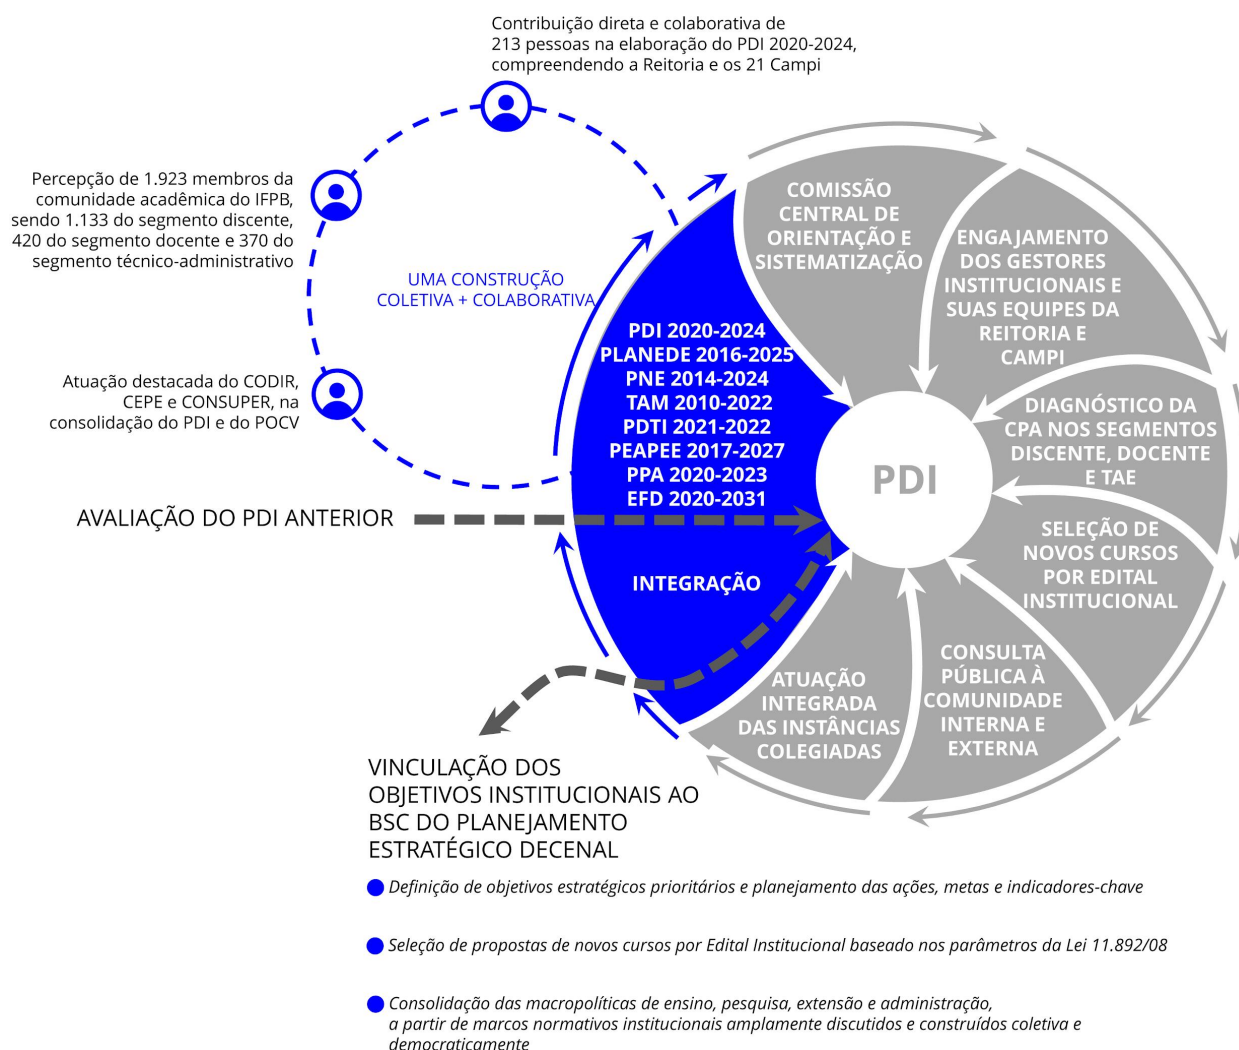 Contribuição direta e colaborativa de
213 pessoas na elaboração do PDI 2020-2024,
compreendendo a Reitoria e os 21 Campi
Percepção de 1.923 membros da
comunidade acadêmica do IFPB,
sendo 1.133 do segmento discente,
420 do segmento docente e 370 do
segmento técnico-administrativo
UMA CONSTRUÇÃO
COLETIVA + COLABORATIVA
Atuação destacada do CODIR,
CEPE e CONSUPER, na
consolidação do PDI e do POCV
AVALIAÇÃO DO PDI ANTERIOR
PDI 2020-2024
PLANEDE 2016-2025
PNE 2014-2024
TAM 2010-2022
PDTI 2021-2022
PEAPEE 2017-2027
PPA 2020-2023
EFD 2020-2031
INTEGRAÇÃO
COMISSÃO
CENTRAL DE
ORIENTAÇÃO E
SISTEMATIZAÇÃO
ENGAJAMENTO
DOS GESTORES
INSTITUCIONAIS E
SUAS EQUIPES DA
REITORIA E
CAMPI
DIAGNÓSTICO DA
CPA NOS SEGMENTOS
DISCENTE, DOCENTE
E TAE
PDI
SELEÇÃO DE
NOVOS CURSOS
POR EDITAL
INSTITUCIONAL
CONSULTA
PÚBLICA À
COMUNIDADE
INTERNA E
EXTERNA
ATUAÇÃO
INTEGRADA
DAS INSTÂNCIAS
COLEGIADAS
VINCULAÇÃO DOS
OBJETIVOS INSTITUCIONAIS AO
BSC DO PLANEJAMENTO
ESTRATÉGICO DECENAL
Definição de objetivos estratégicos prioritários e planejamento das ações, metas e indicadores-chave
Seleção de propostas de novos cursos por Edital Institucional baseado nos parâmetros da Lei 11.892/08
Consolidação das macropolíticas de ensino, pesquisa, extensão e administração,
a partir de marcos normativos institucionais amplamente discutidos e construídos coletiva e
democraticamente